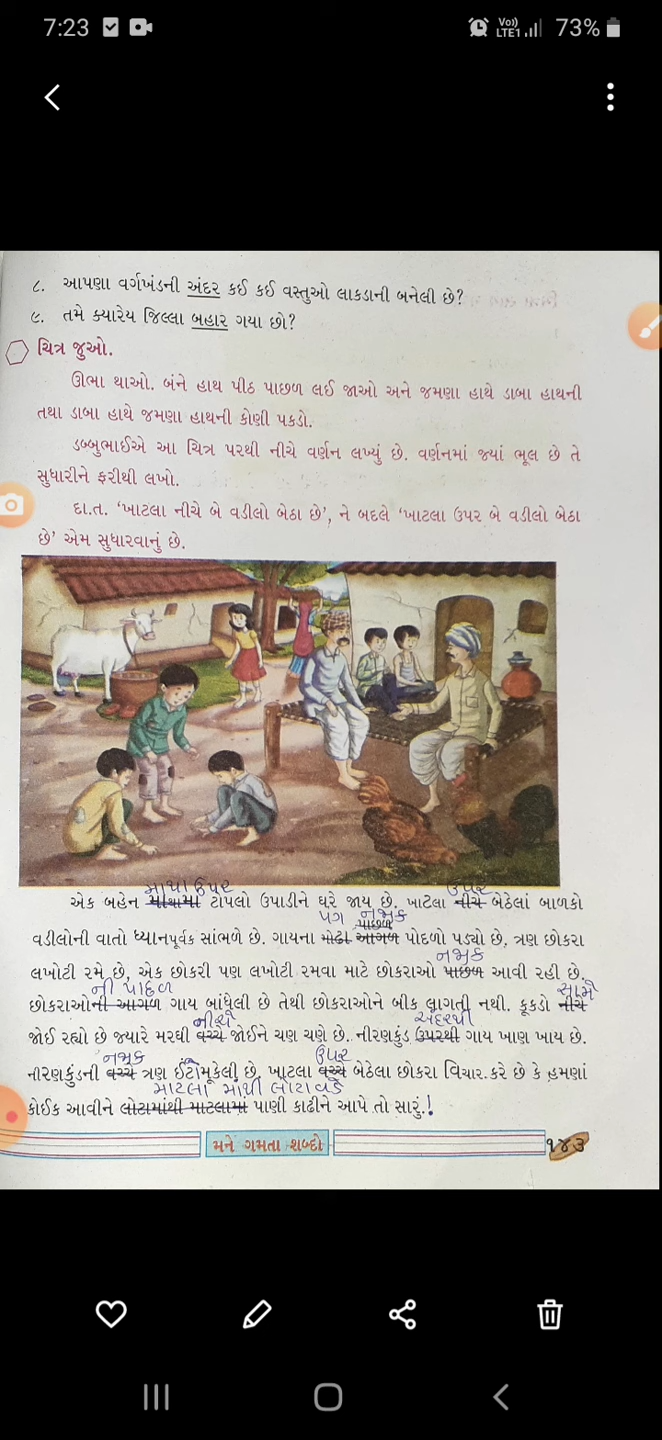 7:23
Vo)) LTE1 73%
૮. આપણા વર્ગખંડની અંદર કઈ કઈ વસ્તુઓ લાકડાની બનેલી છે?
૯. તમે ક્યારેય જિલ્લા બહાર ગયા છો?
ચિત્ર જુઓ.
ઊભા થાઓ. બંને હાથ પીઠ પાછળ લઈ જાઓ અને જમણા હાથે ડાબા હાથની
તથા ડાબા હાથે જમણા હાથની કોણી પકડો.
ડબ્બુભાઈએ આ ચિત્ર પરથી નીચે વર્ણન લખ્યું છે. વર્ણનમાં જ્યાં ભૂલ છે તે
સુધારીને ફરીથી લખો.
દા.ત. ‘ખાટલા નીચે બે વડીલો બેઠા છે’, ને બદલે ‘ખાટલા ઉપર બે વડીલો બેઠા
છે’ એમ સુધારવાનું છે.
માથા ઉપર ઉપર
એક બહેન માથામાં ટોપલો ઉપાડીને ઘરે જાય છે. ખાટલા નીચે બેઠેલાં બાળકો
પગ નજીક
પાછળ
વડીલોની વાતો ધ્યાનપૂર્વક સાંભળે છે. ગાયના મોઢા આગળ પોદળો પડ્યો છે, ત્રણ છોકરા
નજીક
લખોટી રમે છે, એક છોકરી પણ લખોટી રમવા માટે છોકરાઓ પાછળ આવી રહી છે.
ની પાછળ સામે
છોકરાઓની આગળ ગાય બાંધેલી છે તેથી છોકરાઓને બીક લાગતી નથી. કૂકડો નીચે
નીચે અંદરથી
જોઈ રહ્યો છે જ્યારે મરઘી વચ્ચે જોઈને ચણ ચણે છે. નીરણકુંડ ઉપરથી ગાય ખાણ ખાય છે.
નજીક ઉપર
નીરણકુંડની વચ્ચે ત્રણ ઈંટો મૂકેલી છે. ખાટલા વચ્ચે બેઠેલા છોકરા વિચાર કરે છે કે હમણાં
માટલા માંથી લોટા વડે
કોઈક આવીને લોટામાંથી માટલામાં પાણી કાઢીને આપે તો સારું.!
મને ગમતા શબ્દો
૧૪૩